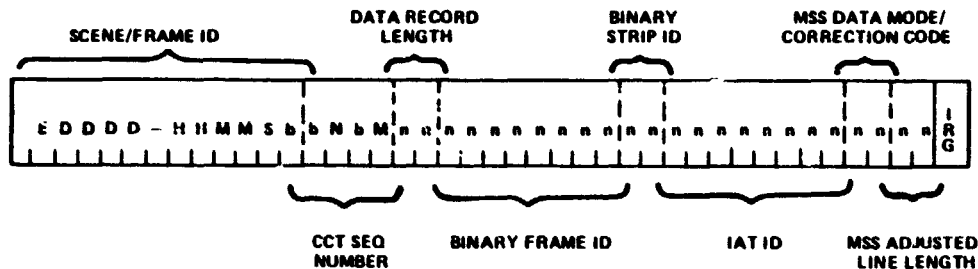 SCENE/FRAME ID
DATA RECORD
LENGTH
BINARY
STRIP ID
MSS DATA MODE/
CORRECTION CODE
E D D D D – H H M M S b b N b M n n n n n n n n n n n n n n n n n n n n n n n n
I
R
G
CCT SEQ
NUMBER
BINARY FRAME ID
IAT ID
MSS ADJUSTED
LINE LENGTH